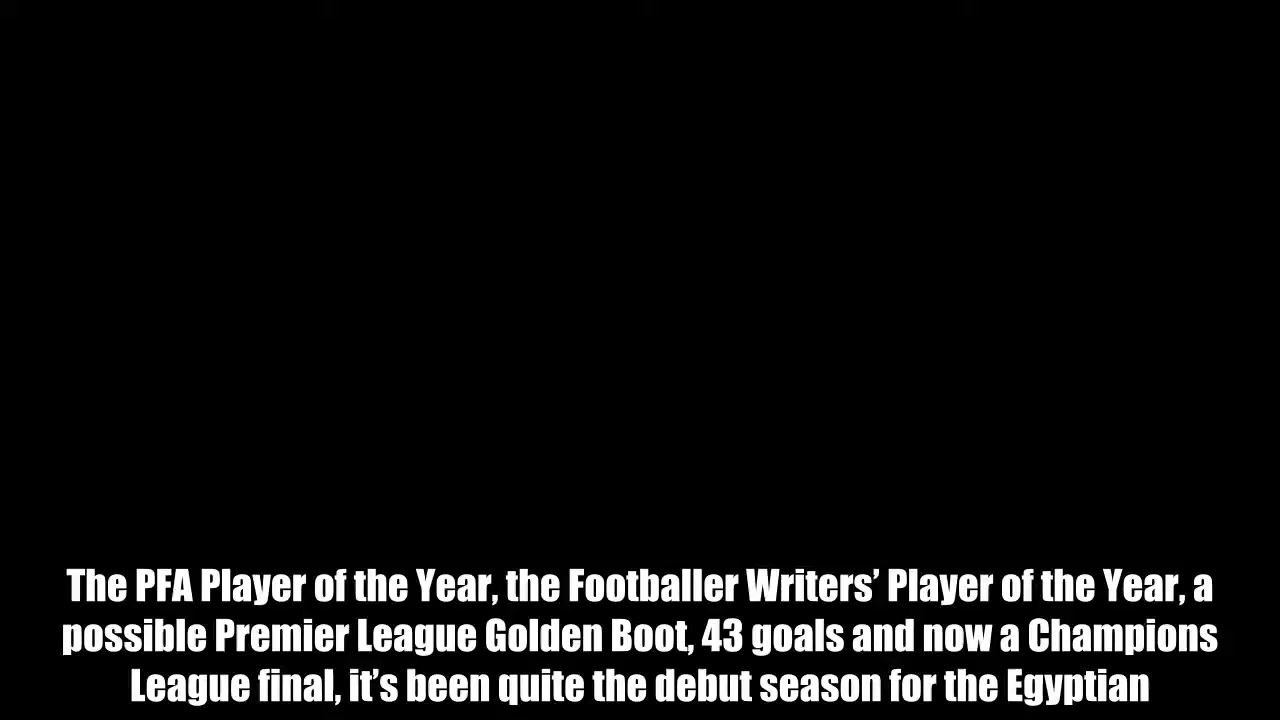 The PFA Player of the Year, the Footballer Writers’ Player of the Year, a
possible Premier League Golden Boot, 43 goals and now a Champions
League final, it’s been quite the debut season for the Egyptian